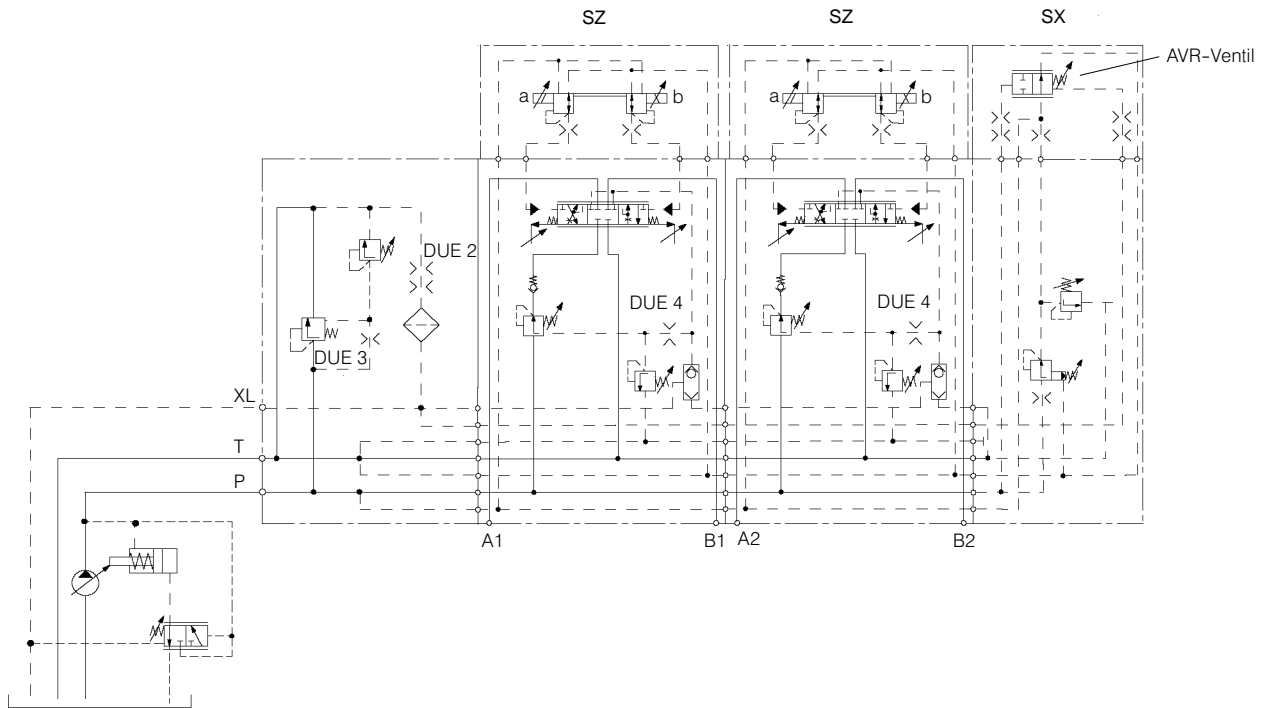 SZ
SZ
SX
AVR-Ventil
a
b
a
b
DUE 2
DUE 4
DUE 4
DUE 3
XL
T
P
A1
B1
A2
B2